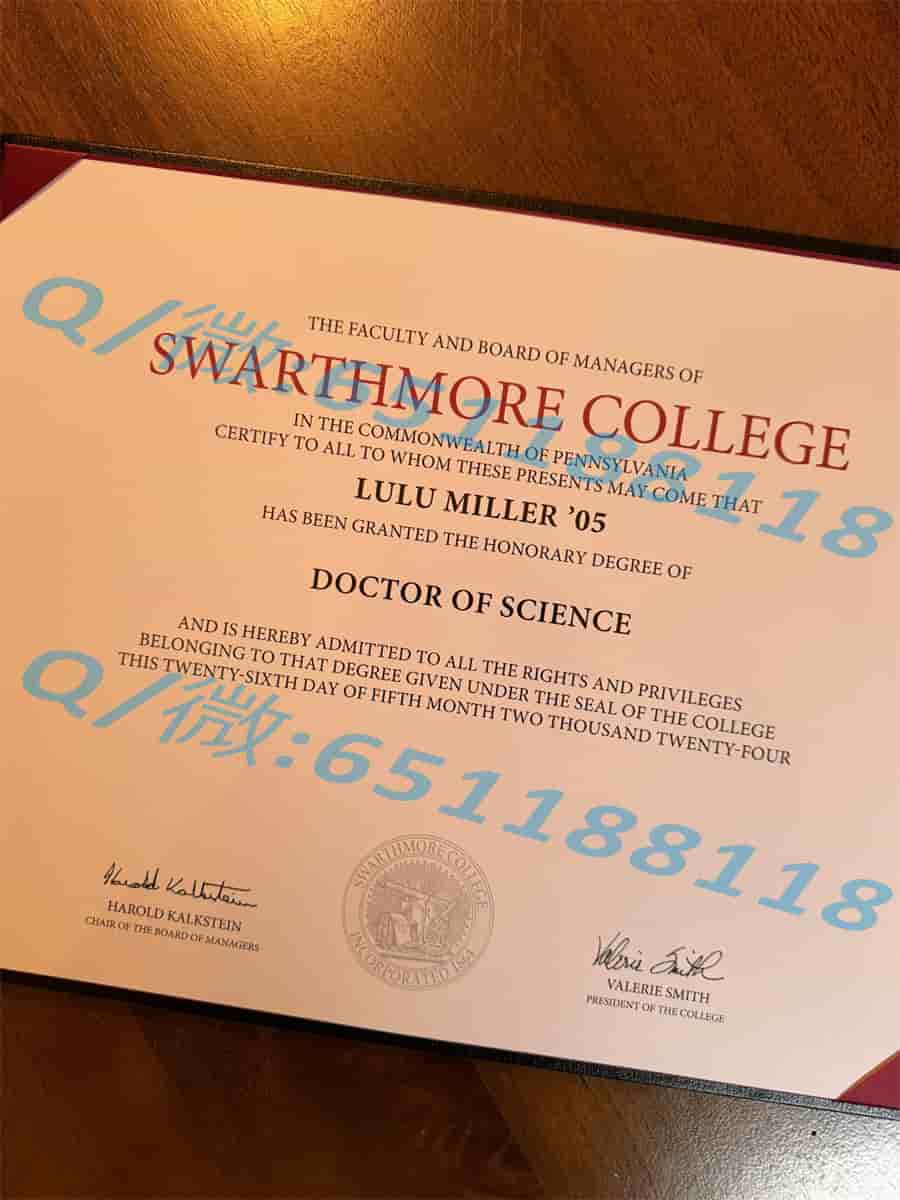 THE FACULTY AND BOARD OF MANAGERS OF
SWARTHMORE COLLEGE
IN THE COMMONWEALTH OF PENNSYLVANIA
CERTIFY TO ALL TO WHOM THESE PRESENTS MAY COME THAT
Q/微:65118118
LULU MILLER ’05
HAS BEEN GRANTED THE HONORARY DEGREE OF
DOCTOR OF SCIENCE
AND IS HEREBY ADMITTED TO ALL THE RIGHTS AND PRIVILEGES
BELONGING TO THAT DEGREE GIVEN UNDER THE SEAL OF THE COLLEGE
THIS TWENTY-SIXTH DAY OF FIFTH MONTH TWO THOUSAND TWENTY-FOUR
Q/微:65118118
Harold Kalkstein
HAROLD KALKSTEIN
CHAIR OF THE BOARD OF MANAGERS
SWARTHMORE COLLEGE
INCORPORATED 1864
Valerie Smith
VALERIE SMITH
PRESIDENT OF THE COLLEGE